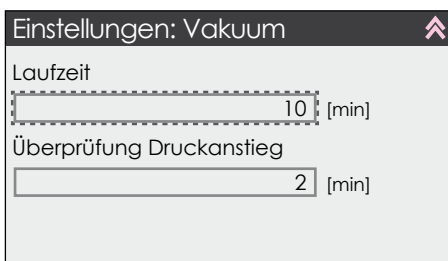 Einstellungen: Vakuum
Laufzeit
10 [min]
Überprüfung Druckanstieg
2 [min]